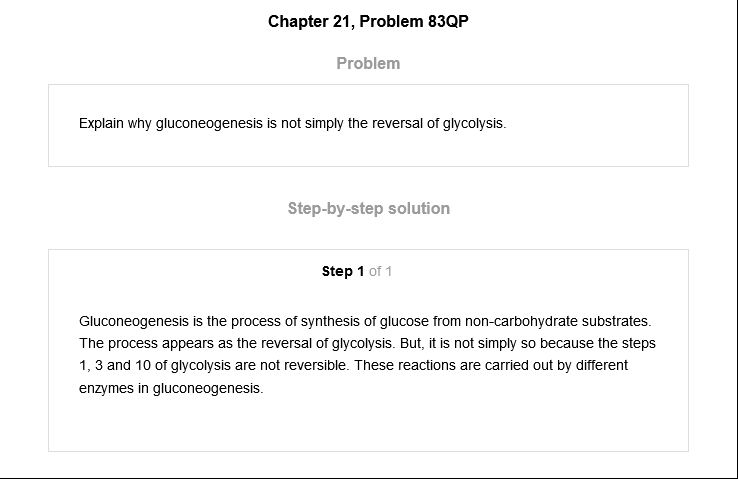 Chapter 21, Problem 83QP
Problem
Explain why gluconeogenesis is not simply the reversal of glycolysis.
Step-by-step solution
Step 1 of 1
Gluconeogenesis is the process of synthesis of glucose from non-carbohydrate substrates.
The process appears as the reversal of glycolysis. But, it is not simply so because the steps
1, 3 and 10 of glycolysis are not reversible. These reactions are carried out by different
enzymes in gluconeogenesis.